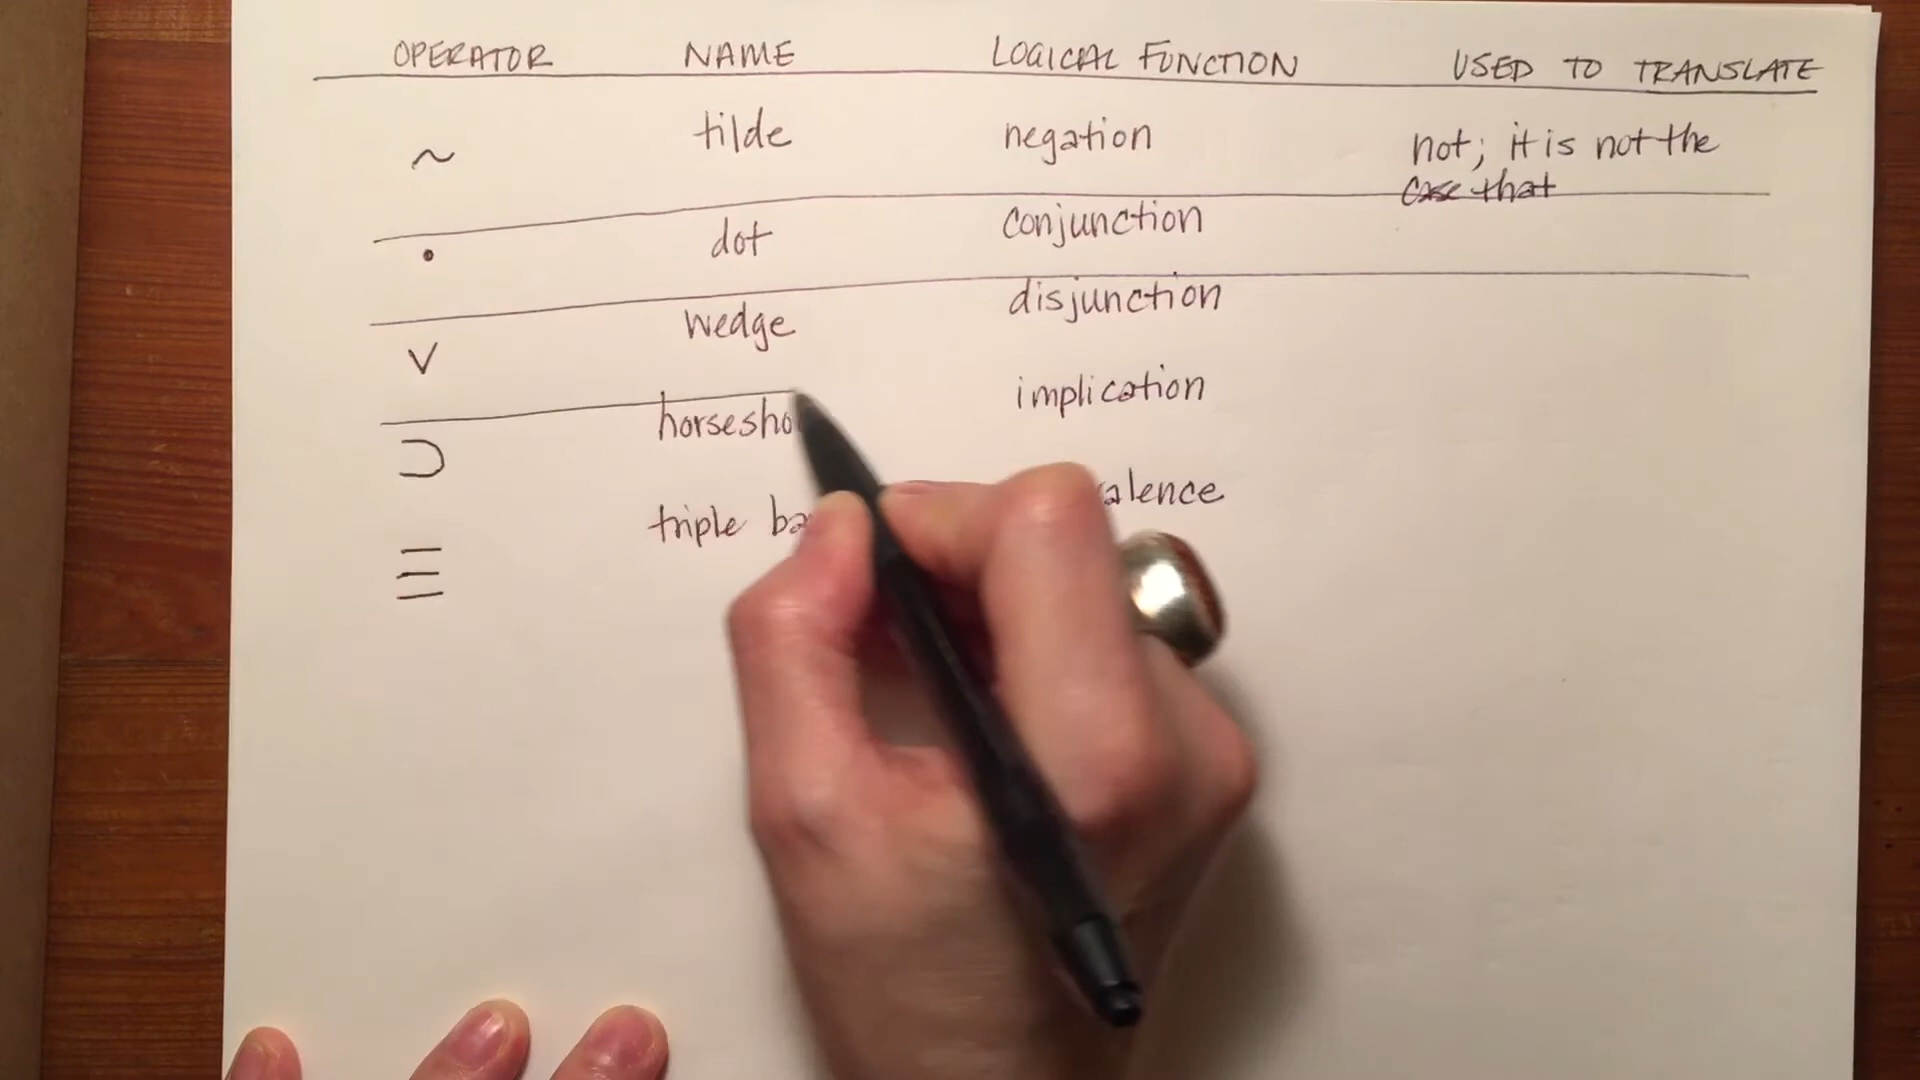 OPERATOR NAME LOGICAL FUNCTION USED TO TRANSLATE
~ tilde negation not; it is not the
case that
• dot conjunction
v wedge disjunction
⊃ implication
≡ triple